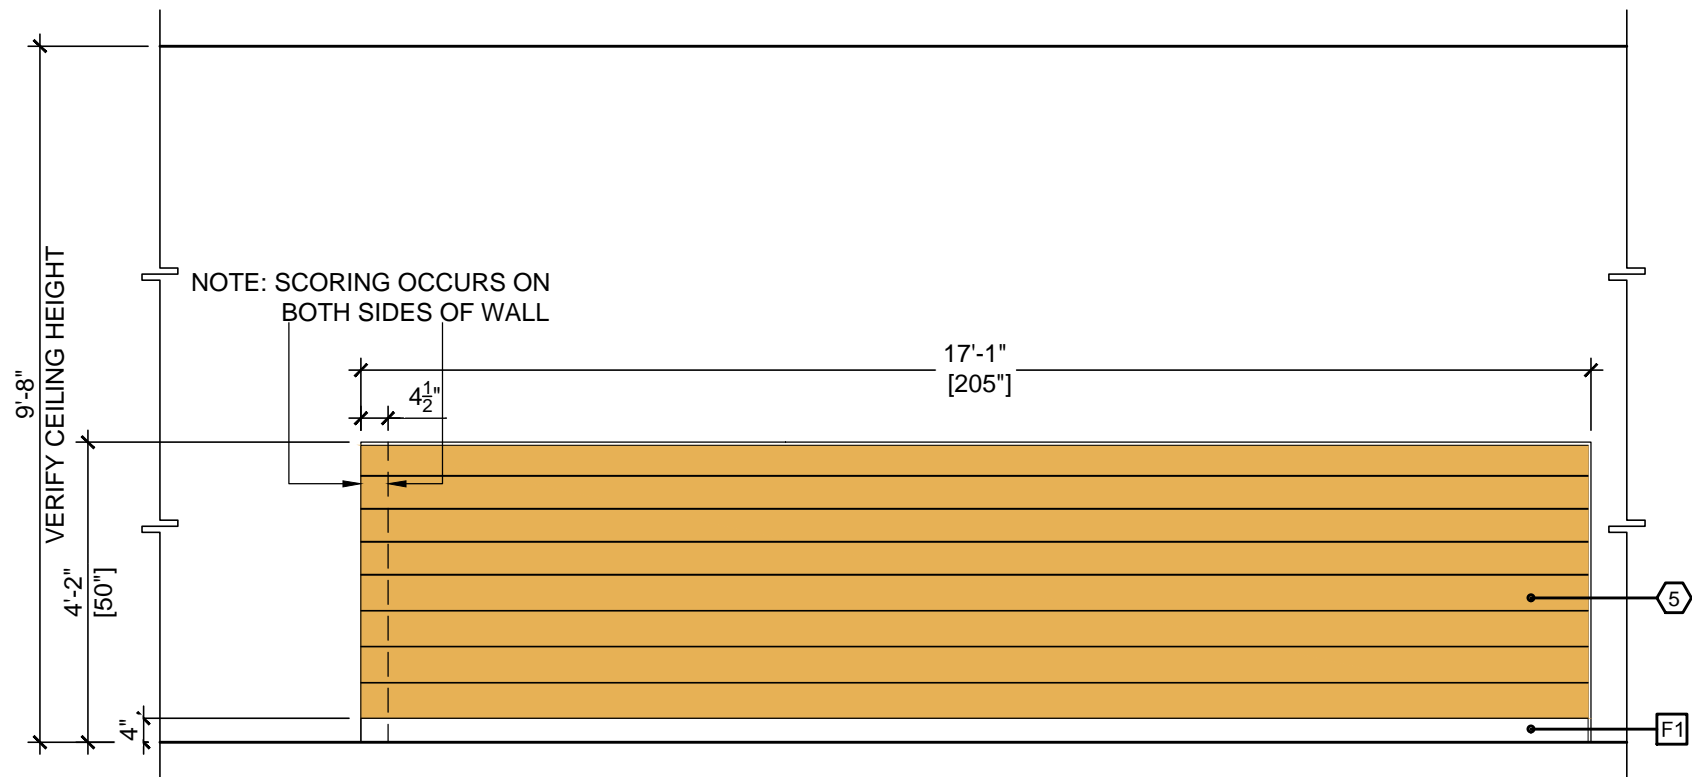 9'-8"
VERIFY CEILING HEIGHT
NOTE: SCORING OCCURS ON
BOTH SIDES OF WALL
17'-1"
[205"]
4½"
4'-2"
[50"]
4"
5
F1